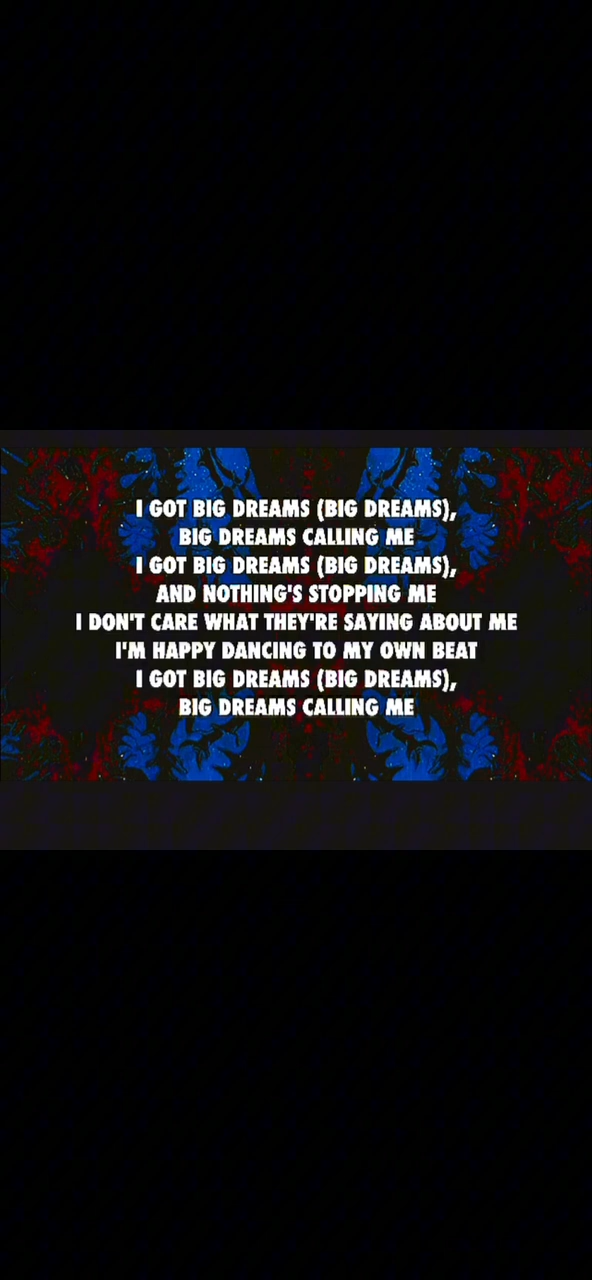 I GOT BIG DREAMS (BIG DREAMS),
BIG DREAMS CALLING ME
I GOT BIG DREAMS (BIG DREAMS),
AND NOTHING'S STOPPING ME
I DON'T CARE WHAT THEY'RE SAYING ABOUT ME
I'M HAPPY DANCING TO MY OWN BEAT
I GOT BIG DREAMS (BIG DREAMS),
BIG DREAMS CALLING ME